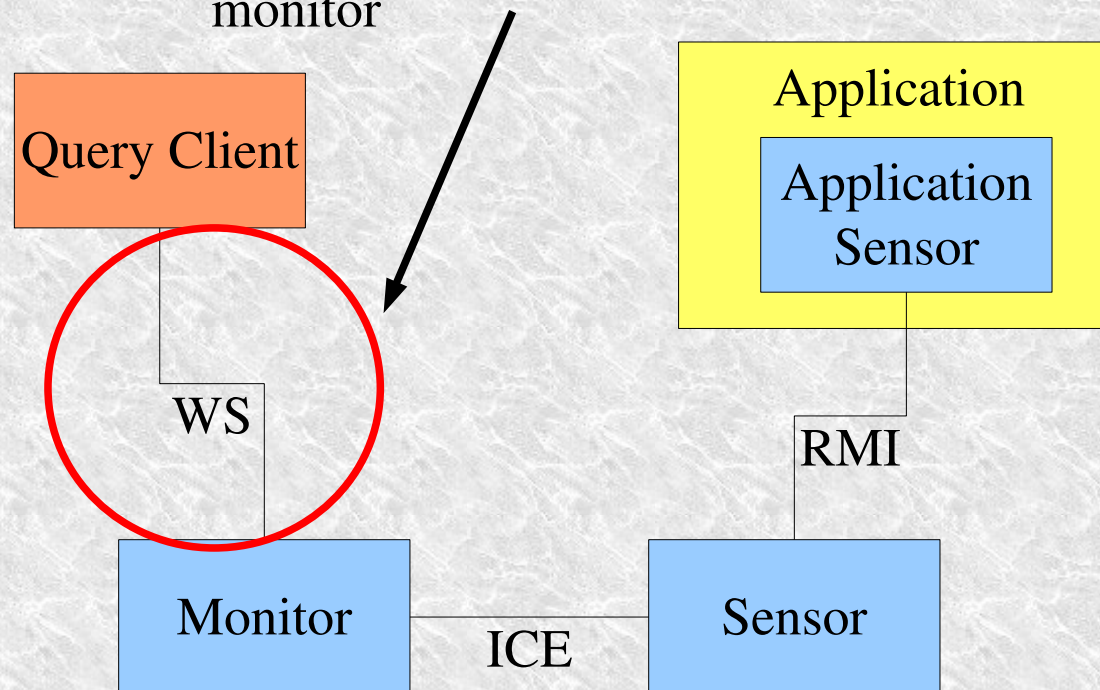 monitor
Query Client
Application
Application
Sensor
WS
RMI
Monitor
ICE
Sensor